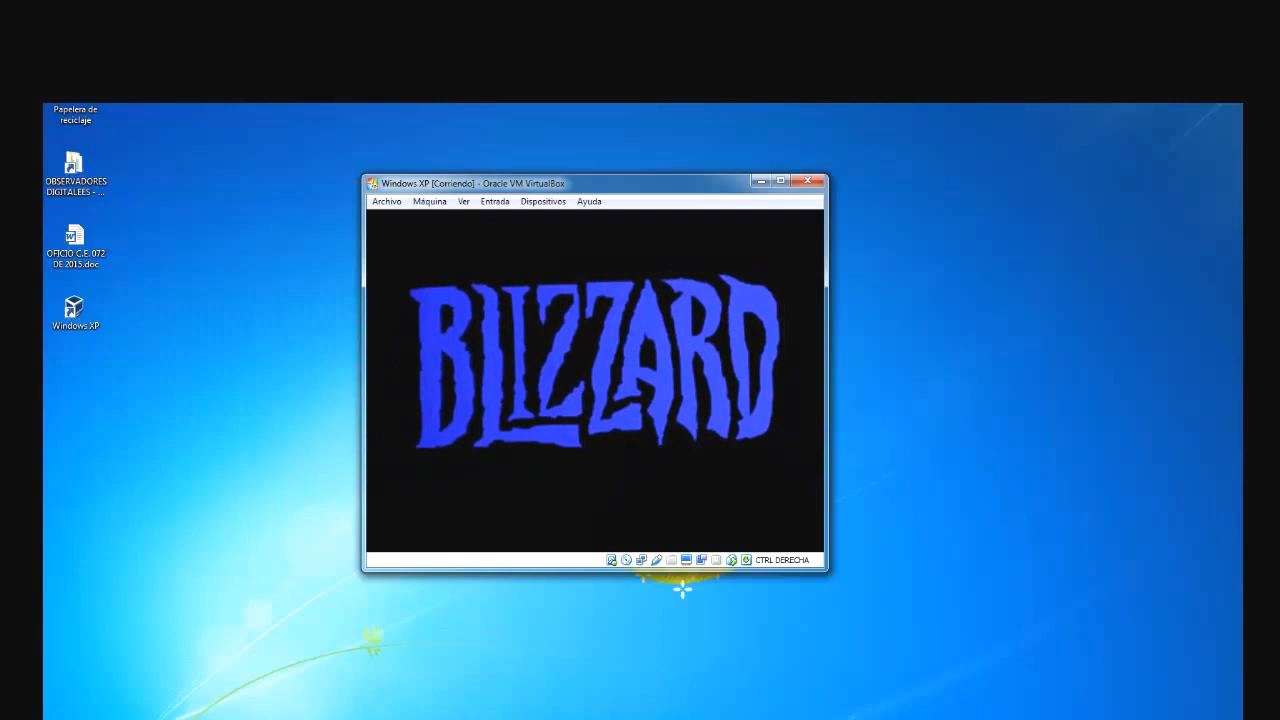 Papelera de
reciclaje
OBSERVADORES
DIGITALEES - ...
OFICIO C.E. 072
DE 2015.doc
Windows XP
Windows XP [Corriendo] - Oracle VM VirtualBox
Archivo Máquina Ver Entrada Dispositivos Ayuda
BLIZZARD
CTRL DERECHA